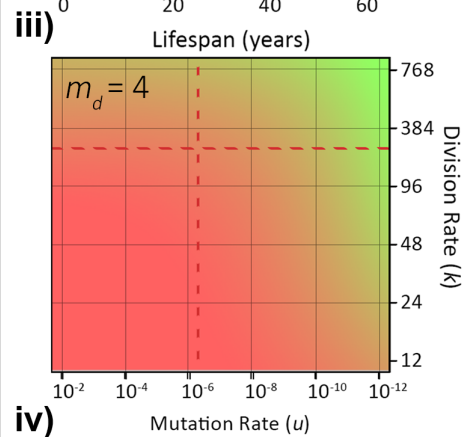 0 20 40 60
iii)
Lifespan (years)
m_d = 4
768
384
96
48
24
12
Division Rate (k)
10⁻² 10⁻⁴ 10⁻⁶ 10⁻⁸ 10⁻¹⁰ 10⁻¹²
iv)
Mutation Rate (u)